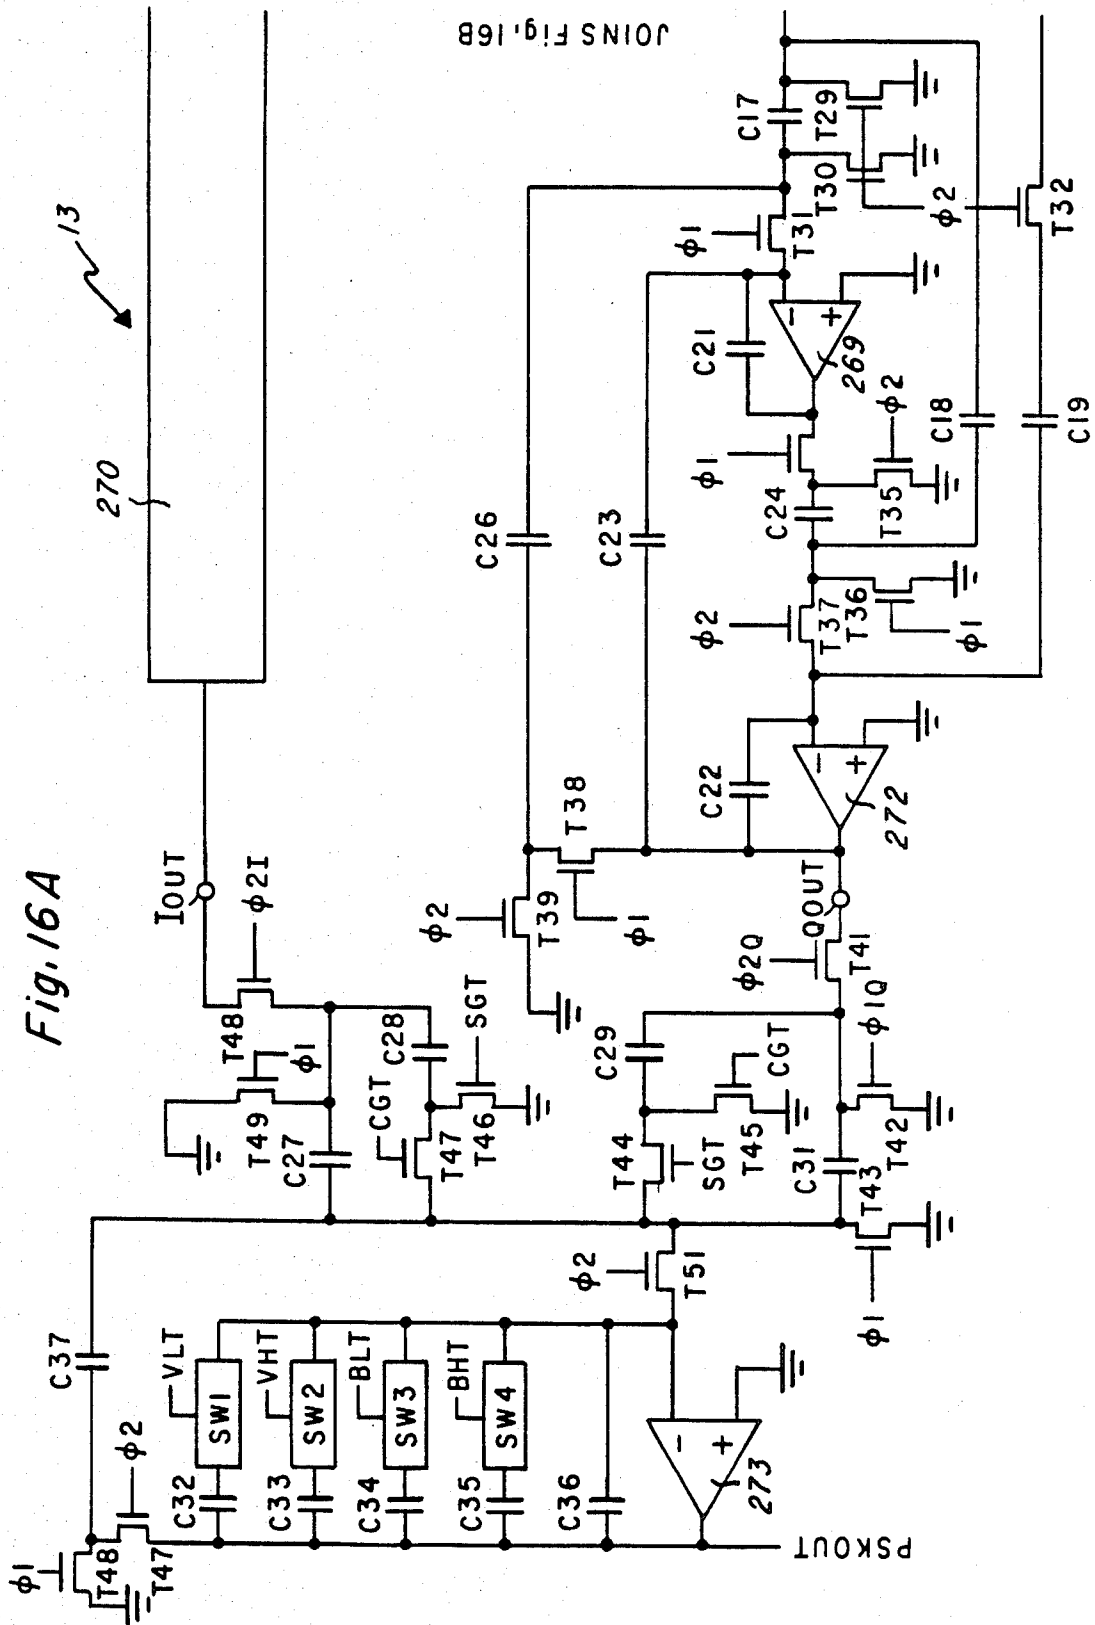 Fig. 16A
13
270
JOINS Fig. 16B
IOUT
φ2I
T48
φ1
T49
C27
C28
CGT
T47
SGT
T46
C26
C23
φ2
T39
T38
φ1
C17
T29
T30
φ2
T32
φ1
T31
C21
-
+
269
φ1
φ2
T35
C24
C18
C19
φ2
T37
T36
φ1
C22
-
+
272
QOUT
φ2Q
T41
φ1Q
T42
C29
T44
SGT
CGT
T45
C31
T43
φ1
φ2
T51
C37
φ1
T48
φ2
T47
VLT
SW1
C32
VHT
SW2
C33
BLT
SW3
C34
BHT
SW4
C35
C36
-
+
273
PSKOUT